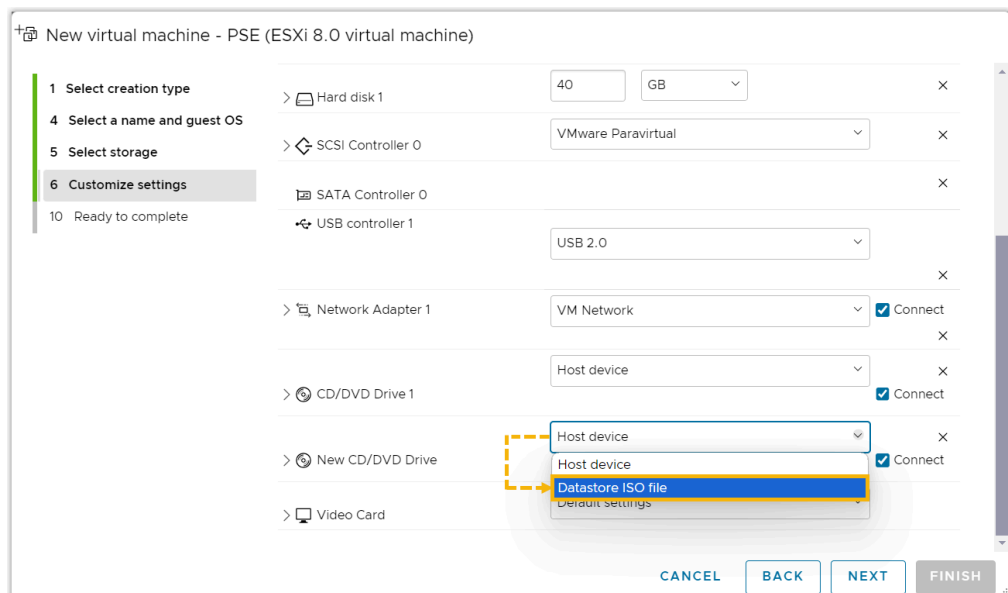 New virtual machine - PSE (ESXi 8.0 virtual machine)
1 Select creation type
4 Select a name and guest OS
5 Select storage
6 Customize settings
10 Ready to complete
Hard disk 1
40
GB
SCSI Controller 0
VMware Paravirtual
SATA Controller 0
USB controller 1
USB 2.0
Network Adapter 1
VM Network
Connect
Host device
CD/DVD Drive 1
Connect
Host device
New CD/DVD Drive
Connect
Host device
Datastore ISO file
Default settings
Video Card
CANCEL
BACK
NEXT
FINISH